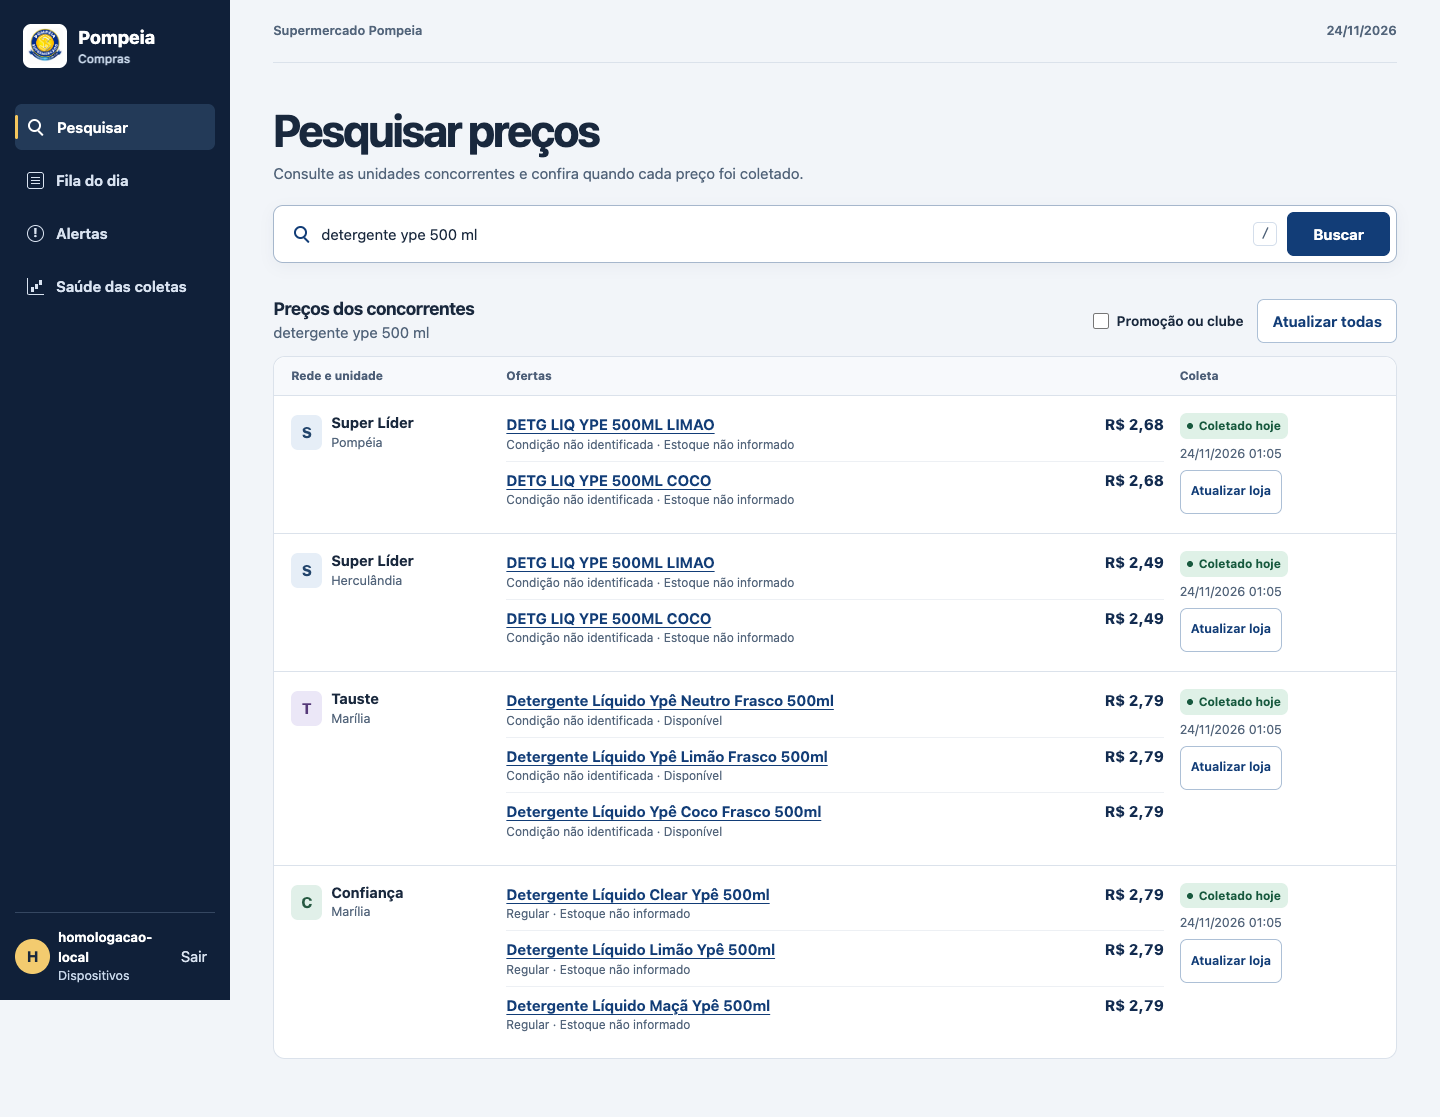 Pompeia
Compras
Pesquisar
Fila do dia
Alertas
Saúde das coletas
homologacao-
local
Dispositivos
H
Sair
Supermercado Pompeia
24/11/2026
Pesquisar preços
Consulte as unidades concorrentes e confira quando cada preço foi coletado.
detergente ype 500 ml
/
Buscar
Preços dos concorrentes
detergente ype 500 ml
Promoção ou clube
Atualizar todas
Rede e unidade
Ofertas
Coleta
S
Super Líder
Pompéia
DETG LIQ YPE 500ML LIMAO
R$ 2,68
Condição não identificada · Estoque não informado
DETG LIQ YPE 500ML COCO
R$ 2,68
Condição não identificada · Estoque não informado
Coletado hoje
24/11/2026 01:05
Atualizar loja
S
Super Líder
Herculândia
DETG LIQ YPE 500ML LIMAO
R$ 2,49
Condição não identificada · Estoque não informado
DETG LIQ YPE 500ML COCO
R$ 2,49
Condição não identificada · Estoque não informado
Coletado hoje
24/11/2026 01:05
Atualizar loja
T
Tauste
Marília
Detergente Líquido Ypê Neutro Frasco 500ml
R$ 2,79
Condição não identificada · Disponível
Detergente Líquido Ypê Limão Frasco 500ml
R$ 2,79
Condição não identificada · Disponível
Detergente Líquido Ypê Coco Frasco 500ml
R$ 2,79
Condição não identificada · Disponível
Coletado hoje
24/11/2026 01:05
Atualizar loja
C
Confiança
Marília
Detergente Líquido Clear Ypê 500ml
R$ 2,79
Regular · Estoque não informado
Detergente Líquido Limão Ypê 500ml
R$ 2,79
Regular · Estoque não informado
Detergente Líquido Maçã Ypê 500ml
R$ 2,79
Regular · Estoque não informado
Coletado hoje
24/11/2026 01:05
Atualizar loja